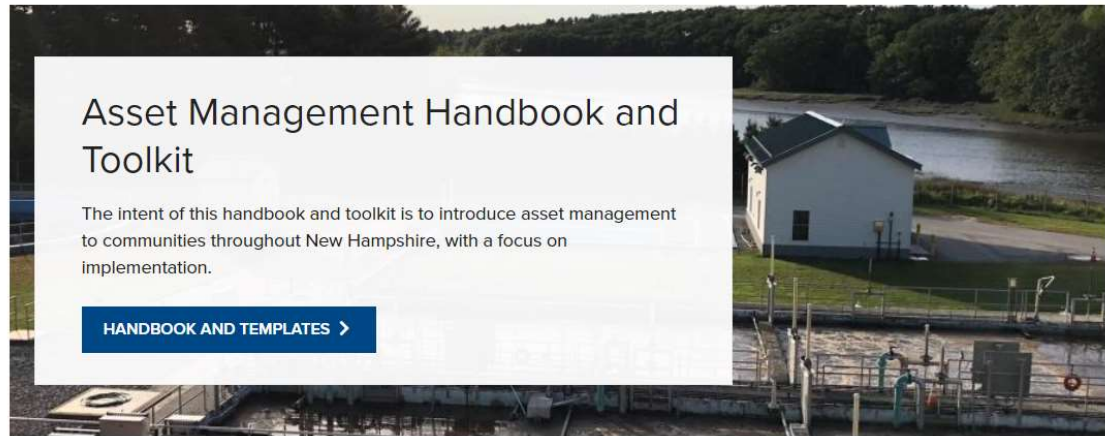 Asset Management Handbook and
Toolkit
The intent of this handbook and toolkit is to introduce asset management
to communities throughout New Hampshire, with a focus on
implementation.
HANDBOOK AND TEMPLATES >